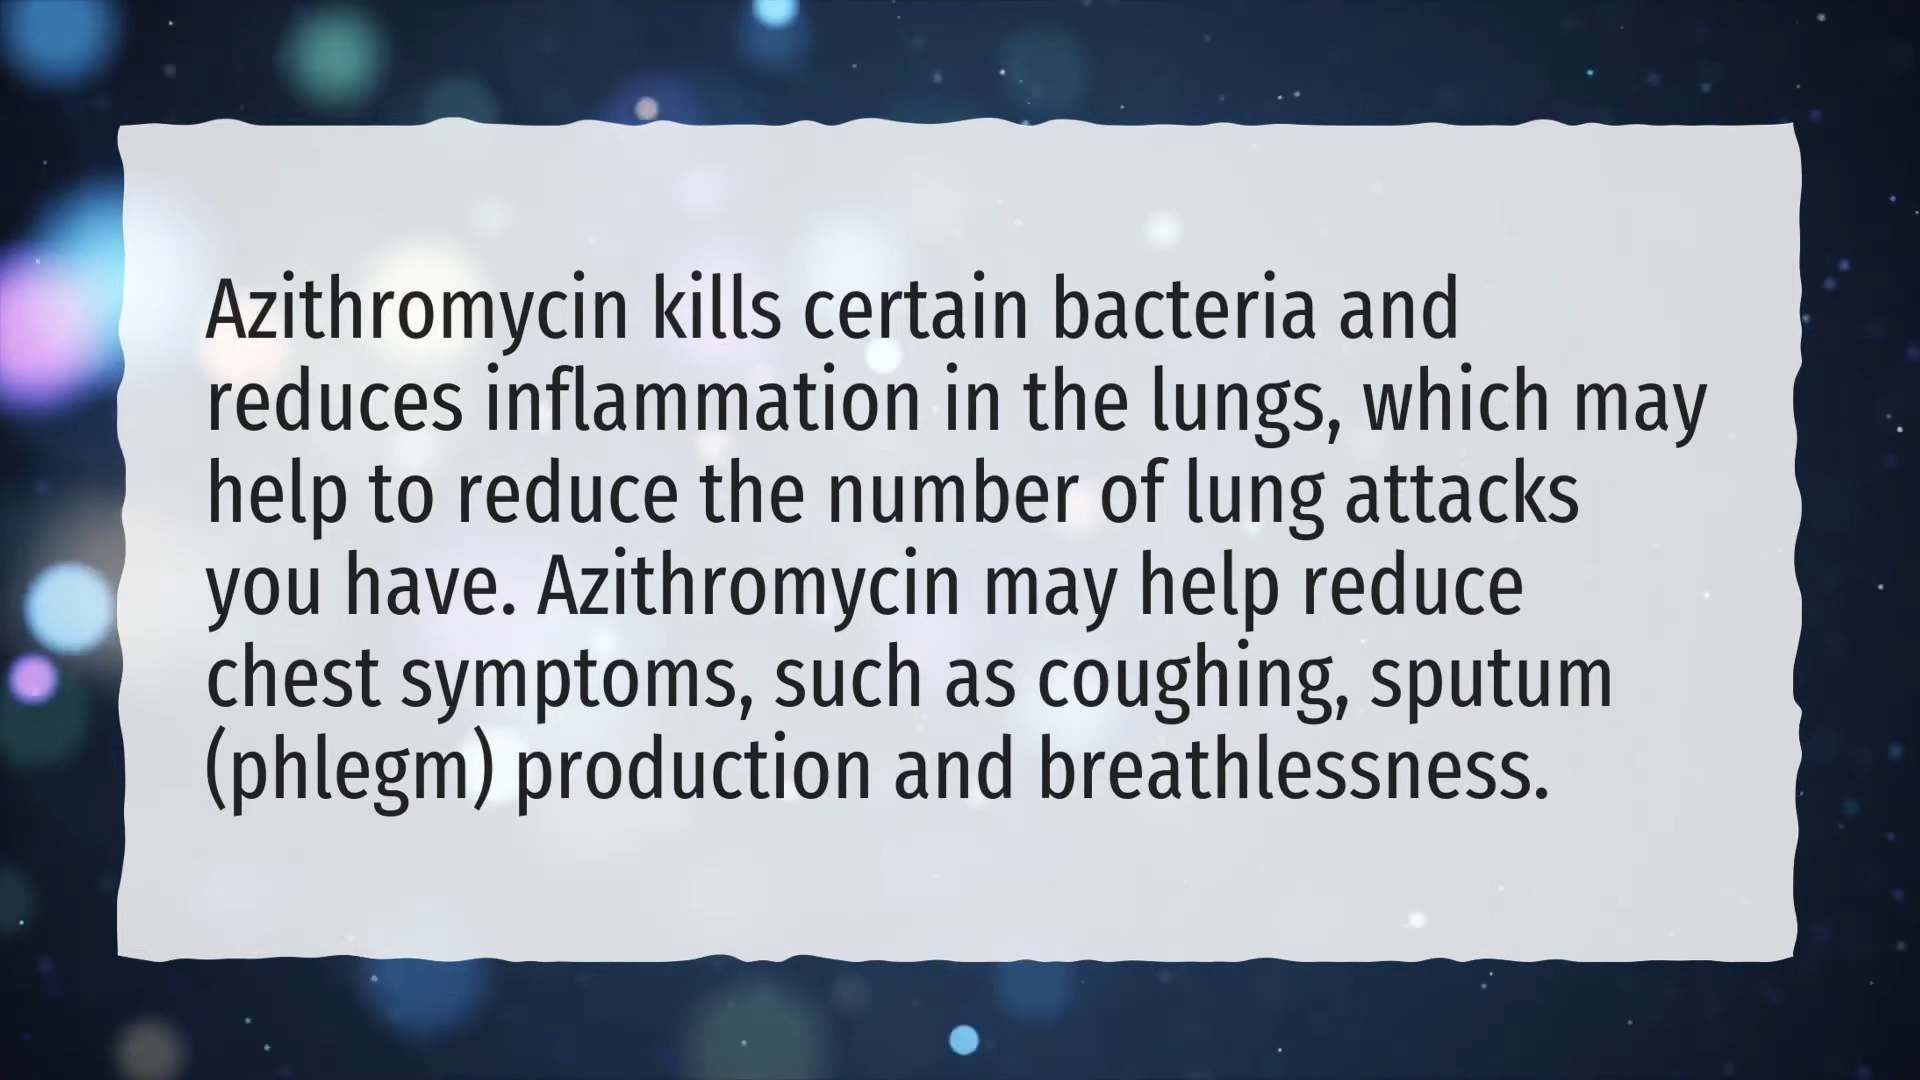 Azithromycin kills certain bacteria and
reduces inflammation in the lungs, which may
help to reduce the number of lung attacks
you have. Azithromycin may help reduce
chest symptoms, such as coughing, sputum
(phlegm) production and breathlessness.